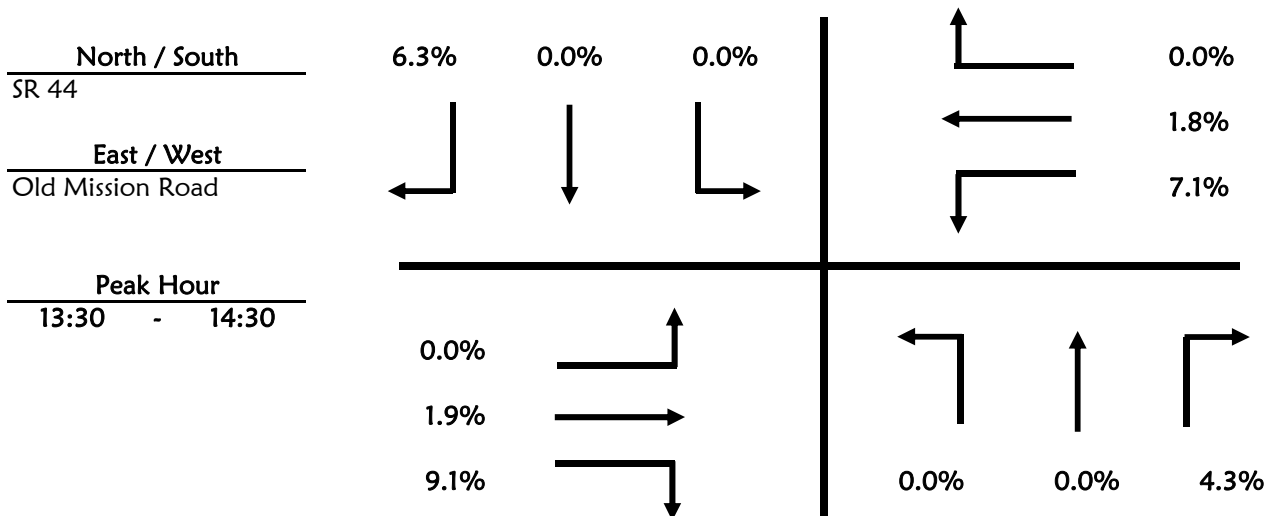 North / South
SR 44
East / West
Old Mission Road
Peak Hour
13:30 - 14:30
6.3% 0.0% 0.0%
0.0%
1.8%
7.1%
0.0%
1.9%
9.1%
0.0% 0.0% 4.3%